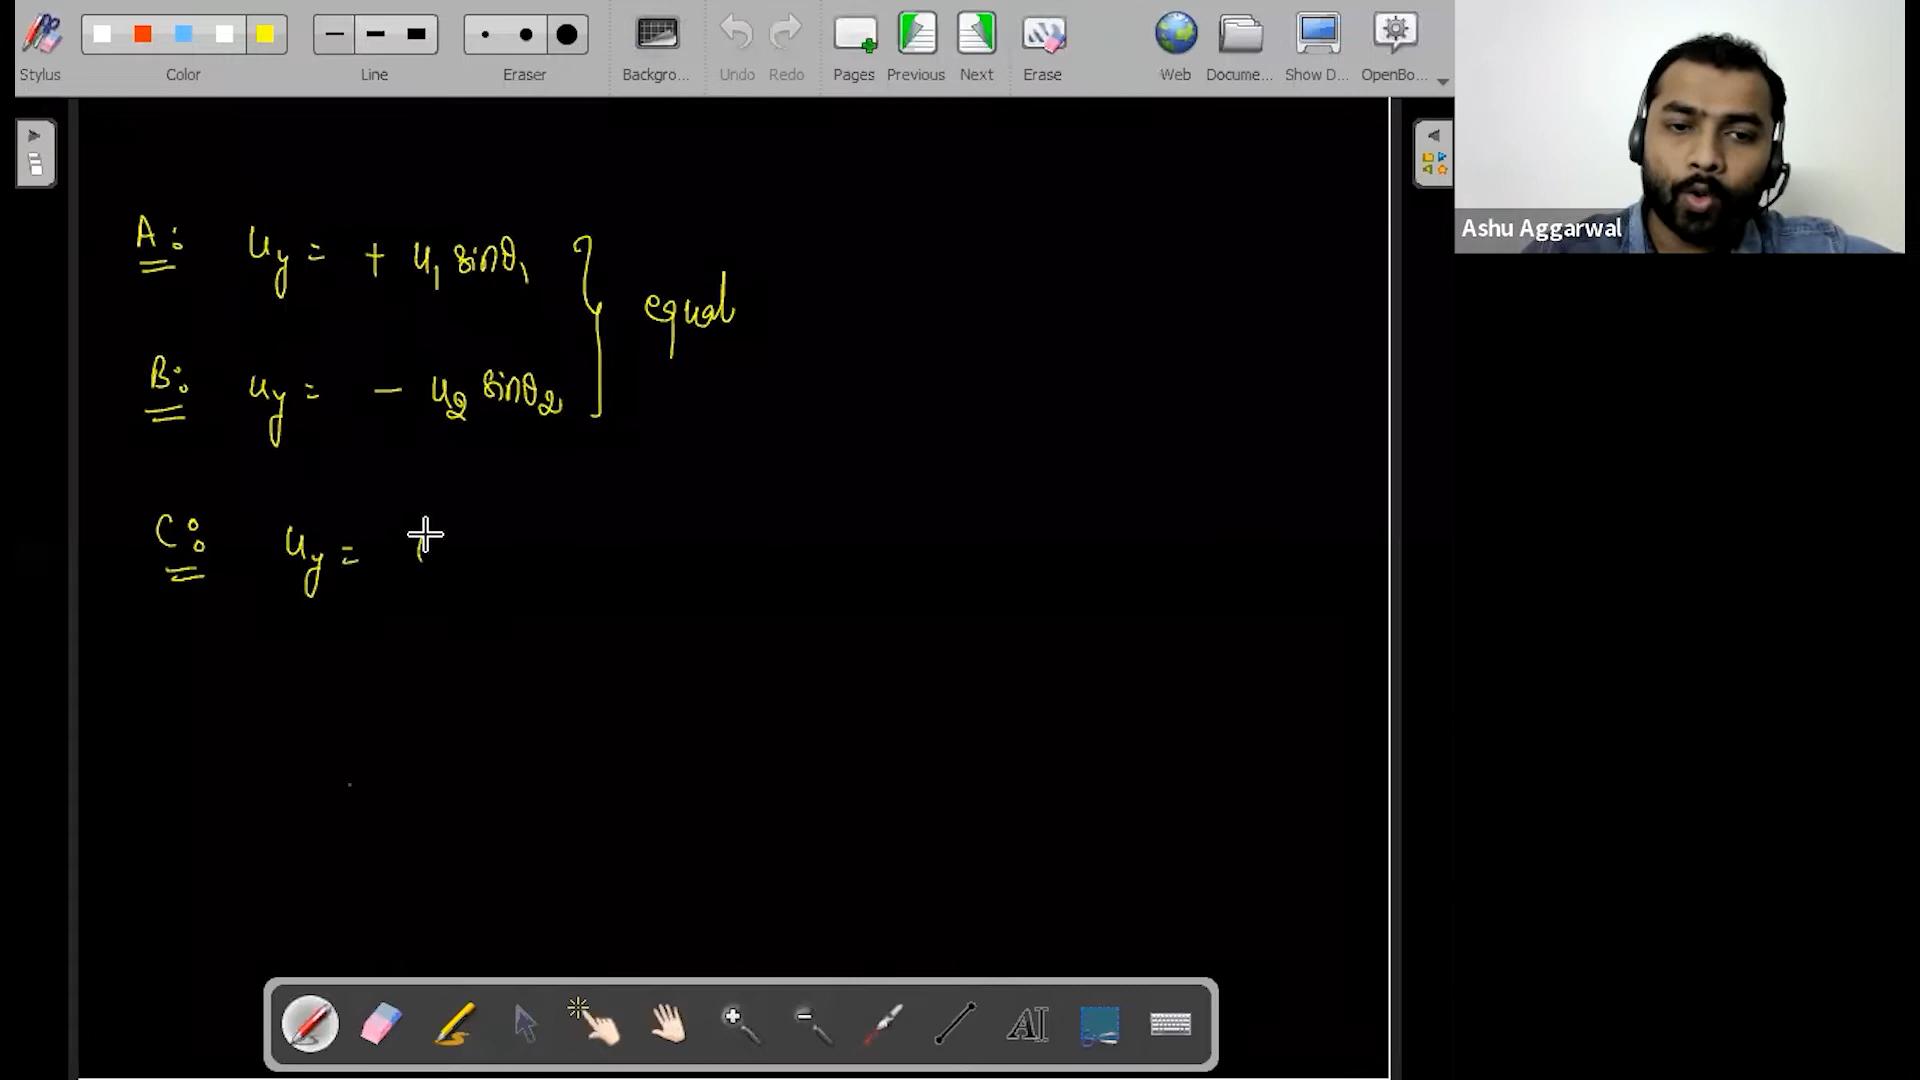 Stylus Color Line Eraser Backgro... Undo Redo Pages Previous Next Erase Web Docume... Show D... OpenBo...
Ashu Aggarwal
A: uy = + u₁ sinθ₁
equal
B: uy = - u₂ sinθ₂
C: uy =
AI